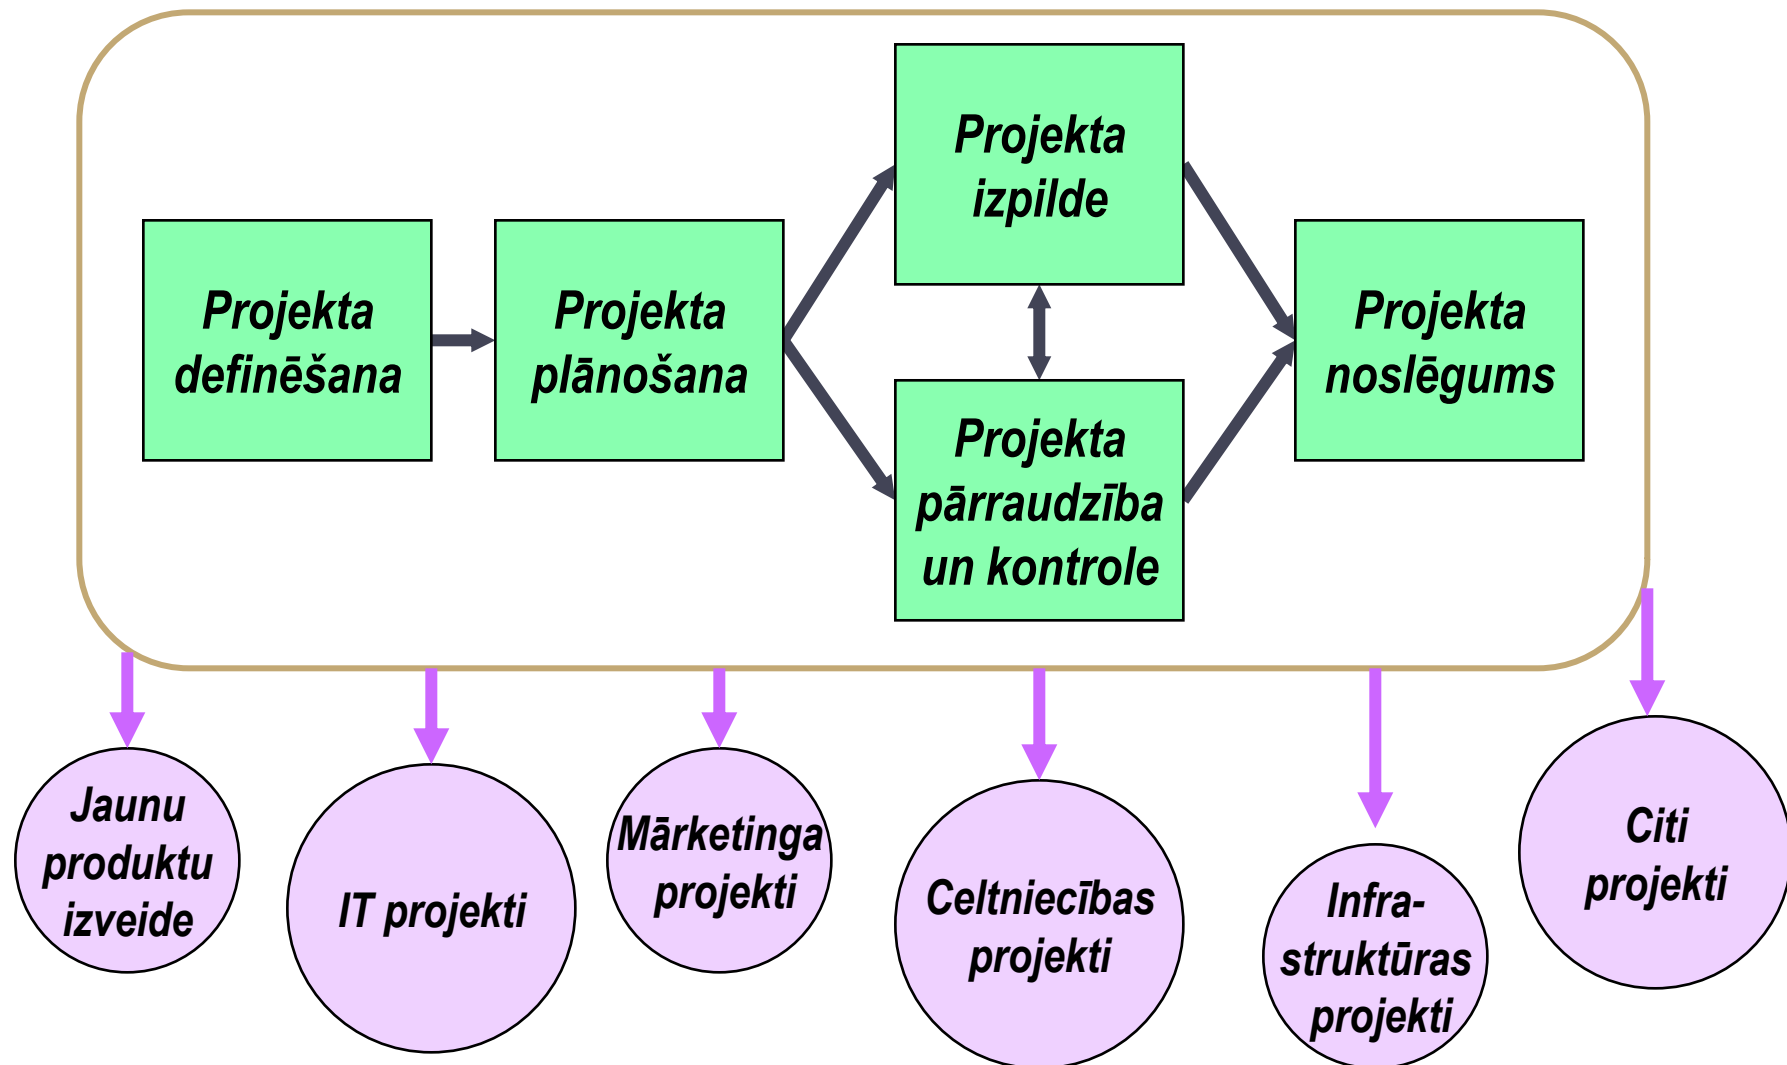 Projekta
definēšana
Projekta
plānošana
Projekta
izpilde
Projekta
pārraudzība
un kontrole
Projekta
noslēgums
Jaunu
produktu
izveide
IT projekti
Mārketinga
projekti
Celtniecības
projekti
Infra-
struktūras
projekti
Citi
projekti